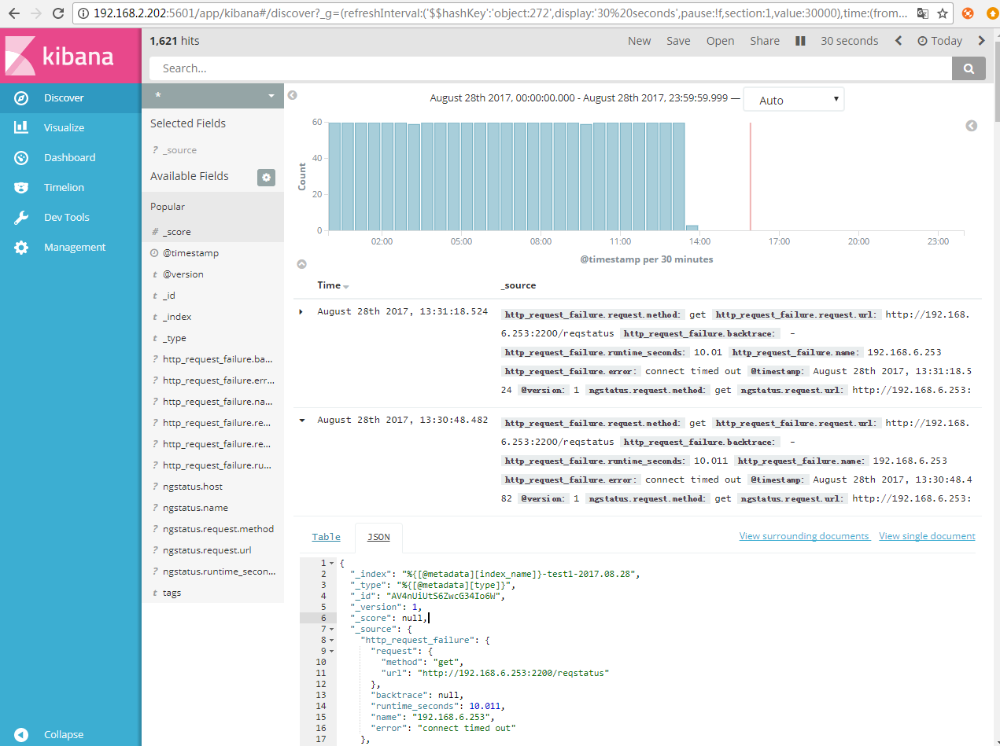 192.168.2.202:5601/app/kibana#/discover?_g=(refreshInterval:('$$hashKey':'object:272',display:'30%20seconds',pause:!f,section:1,value:30000),time:(from...
kibana
Discover
Visualize
Dashboard
Timelion
Dev Tools
Management
Collapse
1,621 hits
New Save Open Share 30 seconds Today
Search...
*
Selected Fields
? _source
Available Fields
Popular
# _score
@timestamp
t @version
t _id
t _index
t _type
? http_request_failure.ba...
? http_request_failure.err...
? http_request_failure.na...
? http_request_failure.re...
? http_request_failure.re...
? http_request_failure.ru...
? ngstatus.host
? ngstatus.name
? ngstatus.request.method
? ngstatus.request.url
? ngstatus.runtime_secon...
t tags
August 28th 2017, 00:00:00.000 - August 28th 2017, 23:59:59.999 — Auto
60
40
20
0
Count
02:00 05:00 08:00 11:00 14:00 17:00 20:00 23:00
@timestamp per 30 minutes
Time _source
August 28th 2017, 13:31:18.524 http_request_failure.request.method: get http_request_failure.request.url: http://192.168.
6.253:2200/reqstatus http_request_failure.backtrace: -
http_request_failure.runtime_seconds: 10.01 http_request_failure.name: 192.168.6.253
http_request_failure.error: connect timed out @timestamp: August 28th 2017, 13:31:18.5
24 @version: 1 ngstatus.request.method: get ngstatus.request.url: http://192.168.6.253:
August 28th 2017, 13:30:48.482 http_request_failure.request.method: get http_request_failure.request.url: http://192.168.
6.253:2200/reqstatus http_request_failure.backtrace: -
http_request_failure.runtime_seconds: 10.011 http_request_failure.name: 192.168.6.253
http_request_failure.error: connect timed out @timestamp: August 28th 2017, 13:30:48.4
82 @version: 1 ngstatus.request.method: get ngstatus.request.url: http://192.168.6.253:
Table JSON View surrounding documents View single document
1 {
2 "_index": "%{[@metadata][index_name]}-test1-2017.08.28",
3 "_type": "%{[@metadata][type]}",
4 "_id": "AV4nUiUtS6ZwcG34Io6W",
5 "_version": 1,
6 "_score": null,
7 "_source": {
8 "http_request_failure": {
9 "request": {
10 "method": "get",
11 "url": "http://192.168.6.253:2200/reqstatus"
12 },
13 "backtrace": null,
14 "runtime_seconds": 10.011,
15 "name": "192.168.6.253",
16 "error": "connect timed out"
17 },